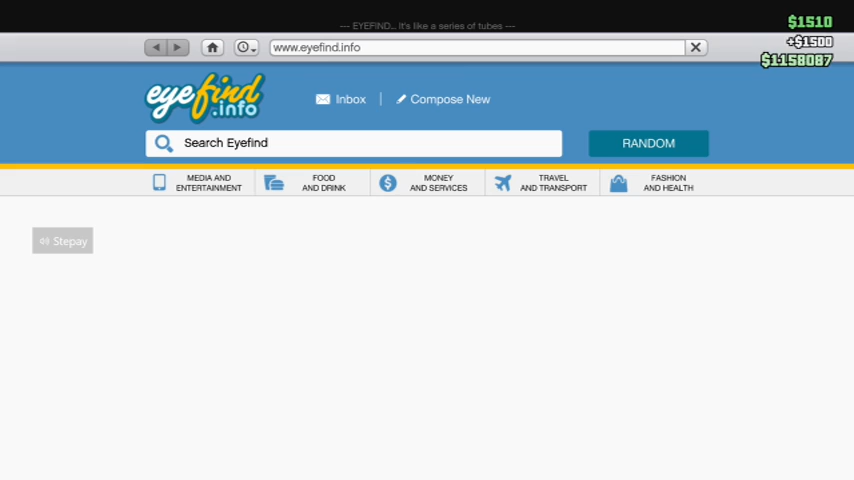 --- EYEFIND... It's like a series of tubes ---
$1510
+$1500
$1158087
www.eyefind.info
eyefind.info
Inbox
Compose New
Search Eyefind
RANDOM
MEDIA AND
ENTERTAINMENT
FOOD
AND DRINK
MONEY
AND SERVICES
TRAVEL
AND TRANSPORT
FASHION
AND HEALTH
Stepay